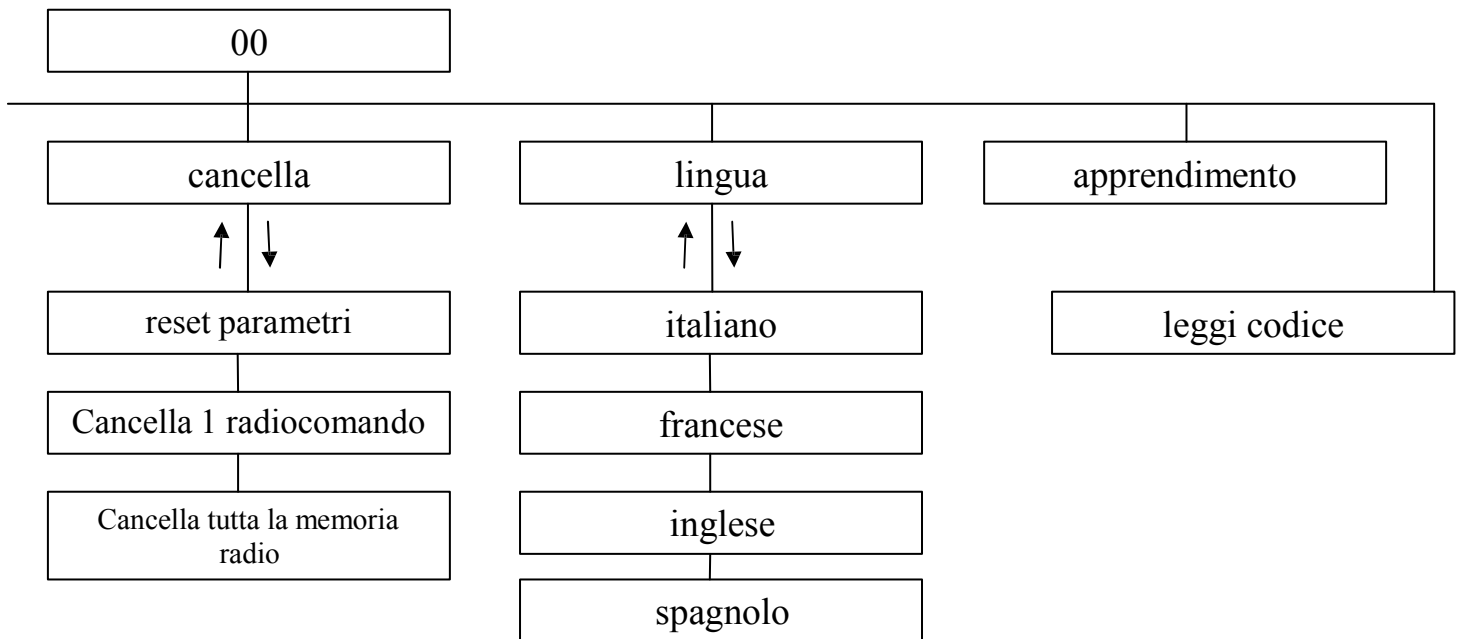 00
cancella
lingua
apprendimento
reset parametri
italiano
leggi codice
Cancella 1 radiocomando
francese
Cancella tutta la memoria
radio
inglese
spagnolo